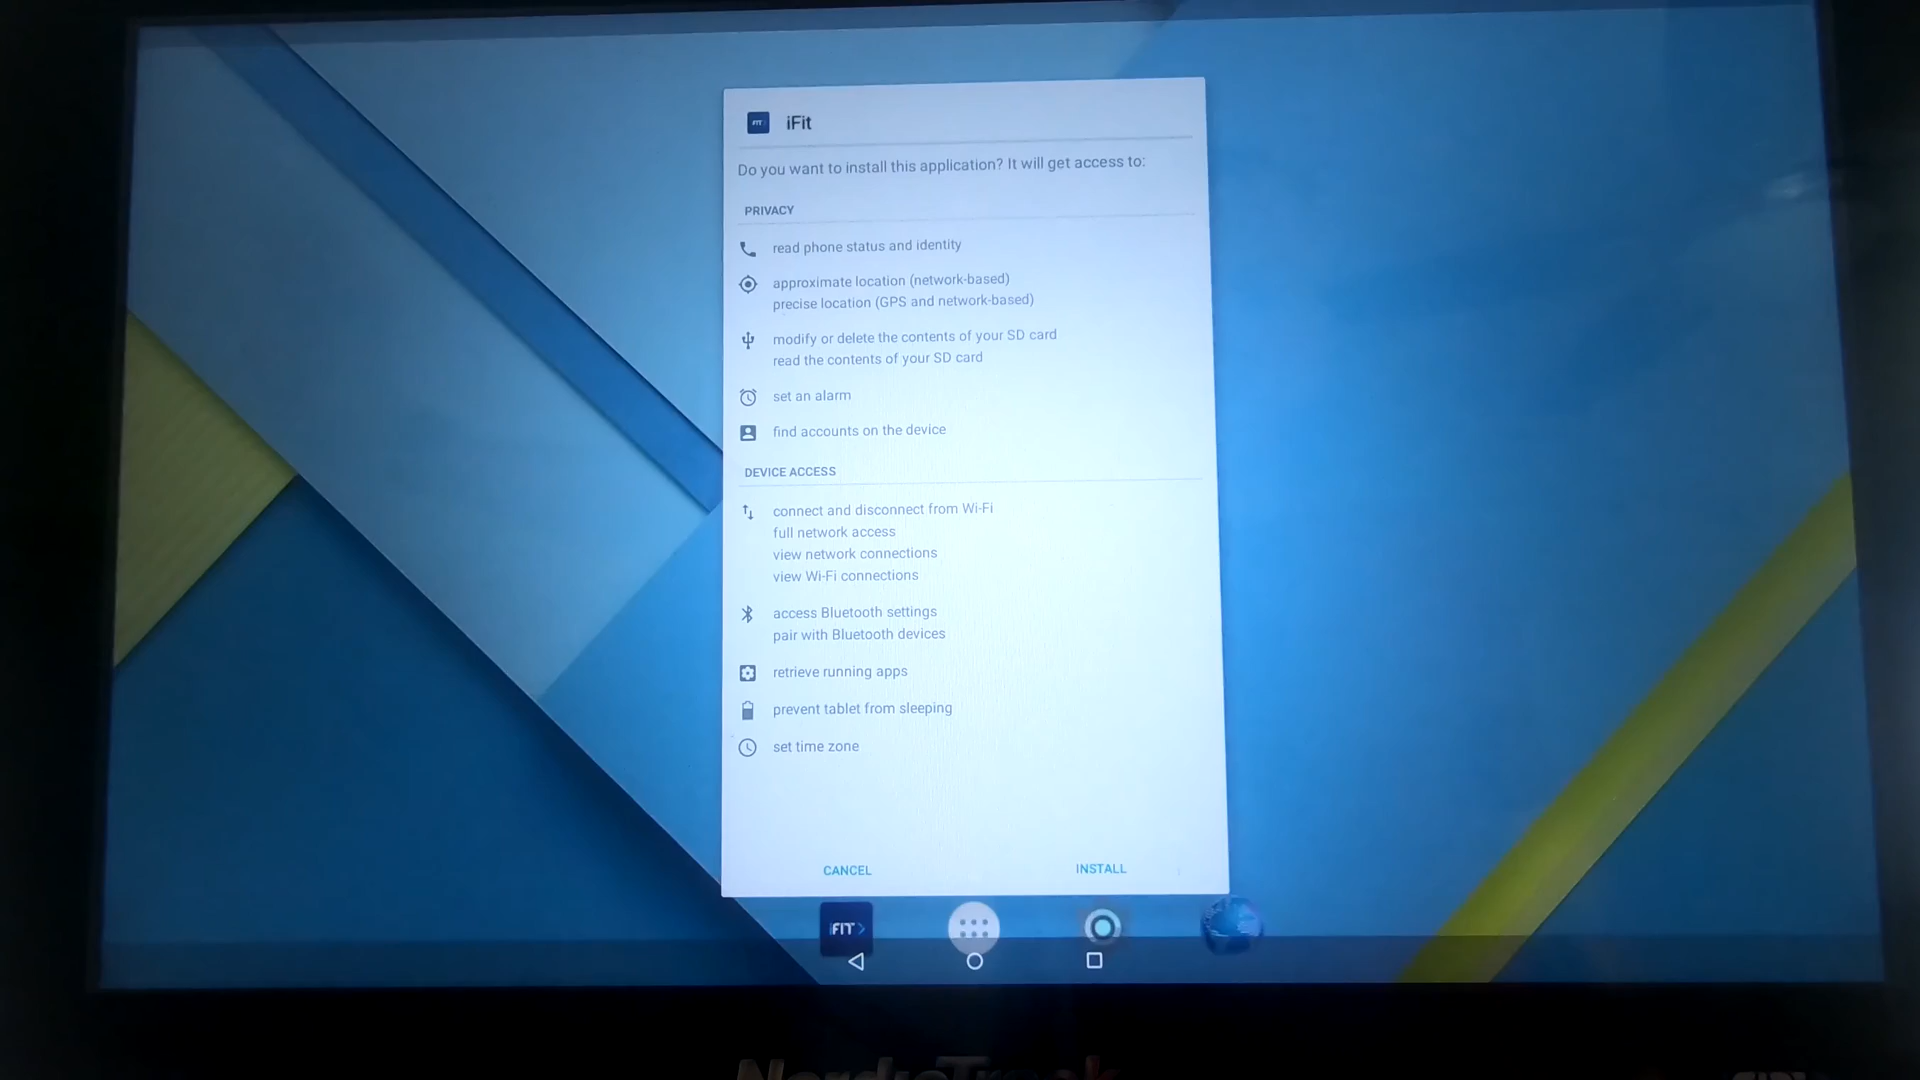 iFit
Do you want to install this application? It will get access to:
PRIVACY
read phone status and identity
approximate location (network-based)
precise location (GPS and network-based)
modify or delete the contents of your SD card
read the contents of your SD card
set an alarm
find accounts on the device
DEVICE ACCESS
connect and disconnect from Wi-Fi
full network access
view network connections
view Wi-Fi connections
access Bluetooth settings
pair with Bluetooth devices
retrieve running apps
prevent tablet from sleeping
set time zone
CANCEL INSTALL
iFIT
NordicTrack